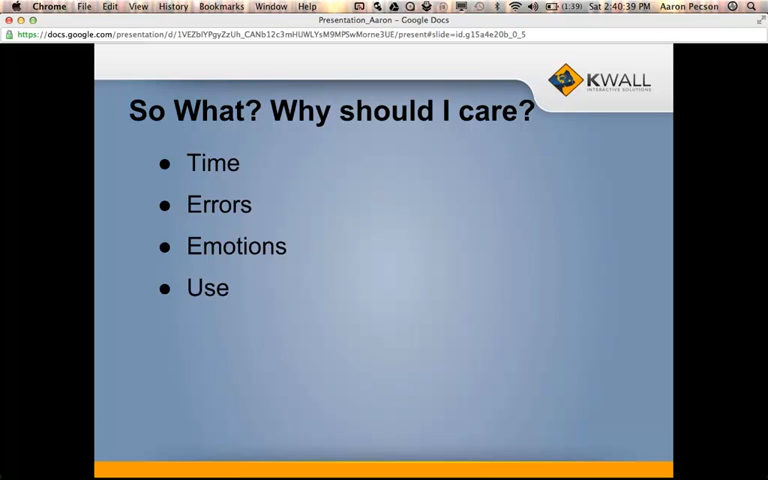 Chrome File Edit View History Bookmarks Window Help (1:39) Sat 2:40:39 PM Aaron Pecson
Presentation_Aaron – Google Docs
https://docs.google.com/presentation/d/1VEZblYPgyZzUh_CANb12c3mHUWLYsM9MPSwMorne3UE/present#slide=id.g15a4e20b_0_5
KWALL
INTERACTIVE SOLUTIONS
So What? Why should I care?
● Time
● Errors
● Emotions
● Use